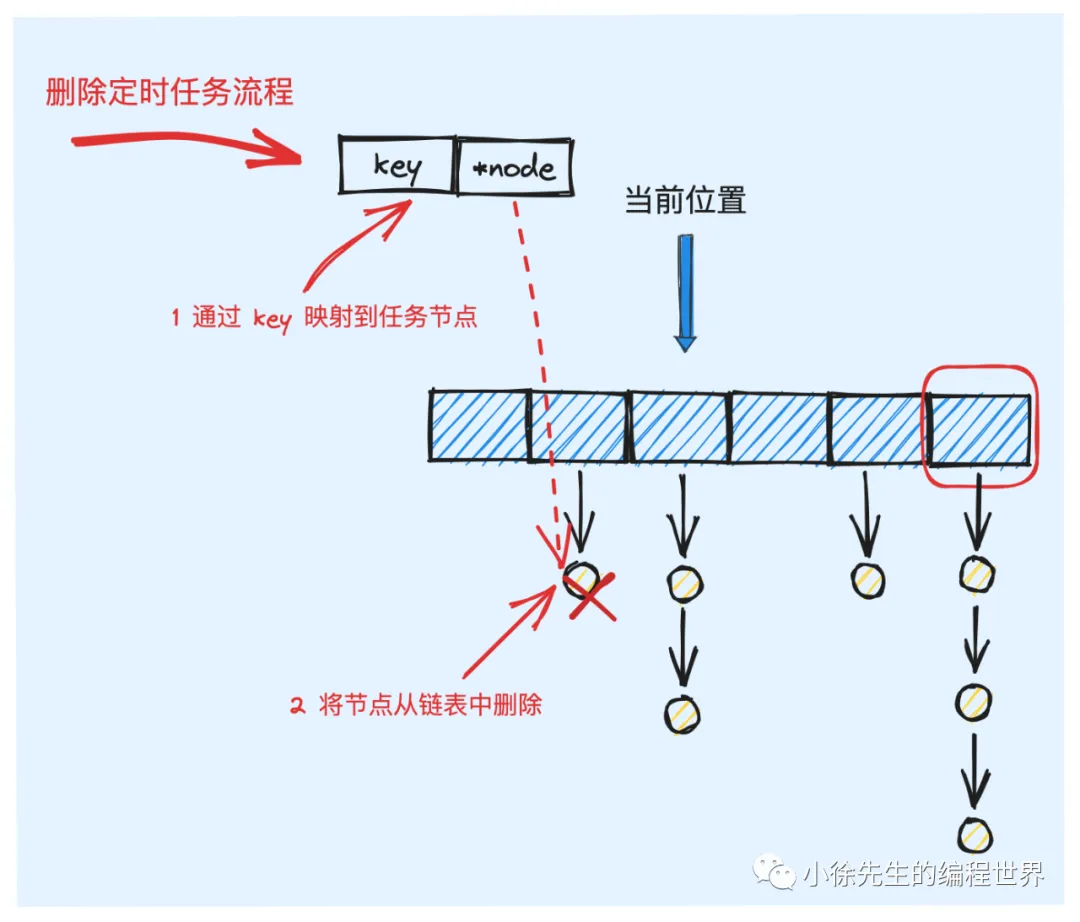 删除定时任务流程
key *node
当前位置
1 通过 key 映射到任务节点
2 将节点从链表中删除
小徐先生的编程世界